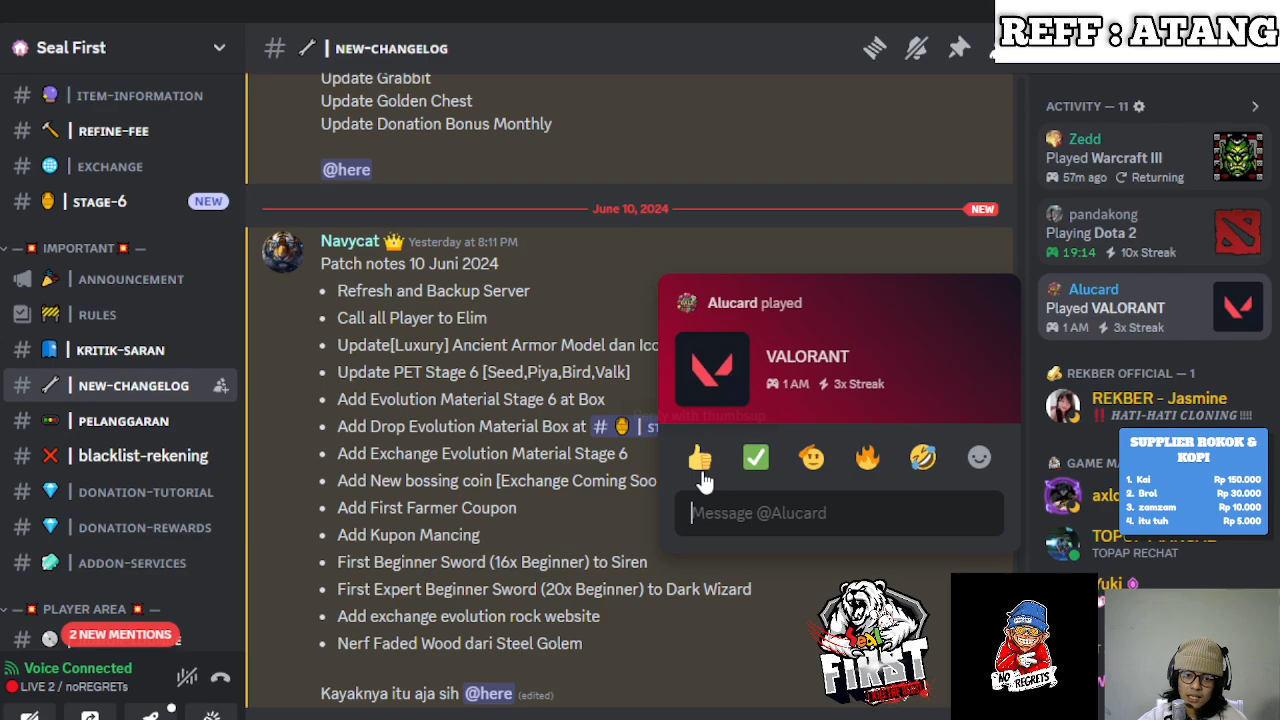 REFF : ATANG
Seal First
ITEM-INFORMATION
REFINE-FEE
EXCHANGE
STAGE-6 NEW
IMPORTANT
ANNOUNCEMENT
RULES
KRITIK-SARAN
NEW-CHANGELOG
PELANGGARAN
blacklist-rekening
DONATION-TUTORIAL
DONATION-REWARDS
ADDON-SERVICES
PLAYER AREA
2 NEW MENTIONS
Voice Connected
LIVE 2 / noREGRETs
NEW-CHANGELOG
Update Grabbit
Update Golden Chest
Update Donation Bonus Monthly
@here
June 10, 2024 NEW
Navycat Yesterday at 8:11 PM
Patch notes 10 Juni 2024
• Refresh and Backup Server
• Call all Player to Elim
• Update[Luxury] Ancient Armor Model dan Ico
• Update PET Stage 6 [Seed,Piya,Bird,Valk]
• Add Evolution Material Stage 6 at Box
• Add Drop Evolution Material Box at # | ST
• Add Exchange Evolution Material Stage 6
• Add New bossing coin [Exchange Coming Soo
• Add First Farmer Coupon
• Add Kupon Mancing
• First Beginner Sword (16x Beginner) to Siren
• First Expert Beginner Sword (20x Beginner) to Dark Wizard
• Add exchange evolution rock website
• Nerf Faded Wood dari Steel Golem
Kayaknya itu aja sih @here (edited)
Alucard played
VALORANT
1 AM 3x Streak
Reply with thumbsup
Message @Alucard
ACTIVITY — 11
Zedd
Played Warcraft III
57m ago Returning
pandakong
Playing Dota 2
19:14 10x Streak
Alucard
Played VALORANT
1 AM 3x Streak
REKBER OFFICIAL — 1
REKBER - Jasmine
HATI-HATI CLONING !!!!
GAME M
axlo
TOPAP RECHAT
Yuki
SUPPLIER ROKOK &
KOPI
1. Kai Rp 150.000
2. Brol Rp 30.000
3. zamzam Rp 10.000
4. itu tuh Rp 5.000
Seal
FIRST
NO REGRETS